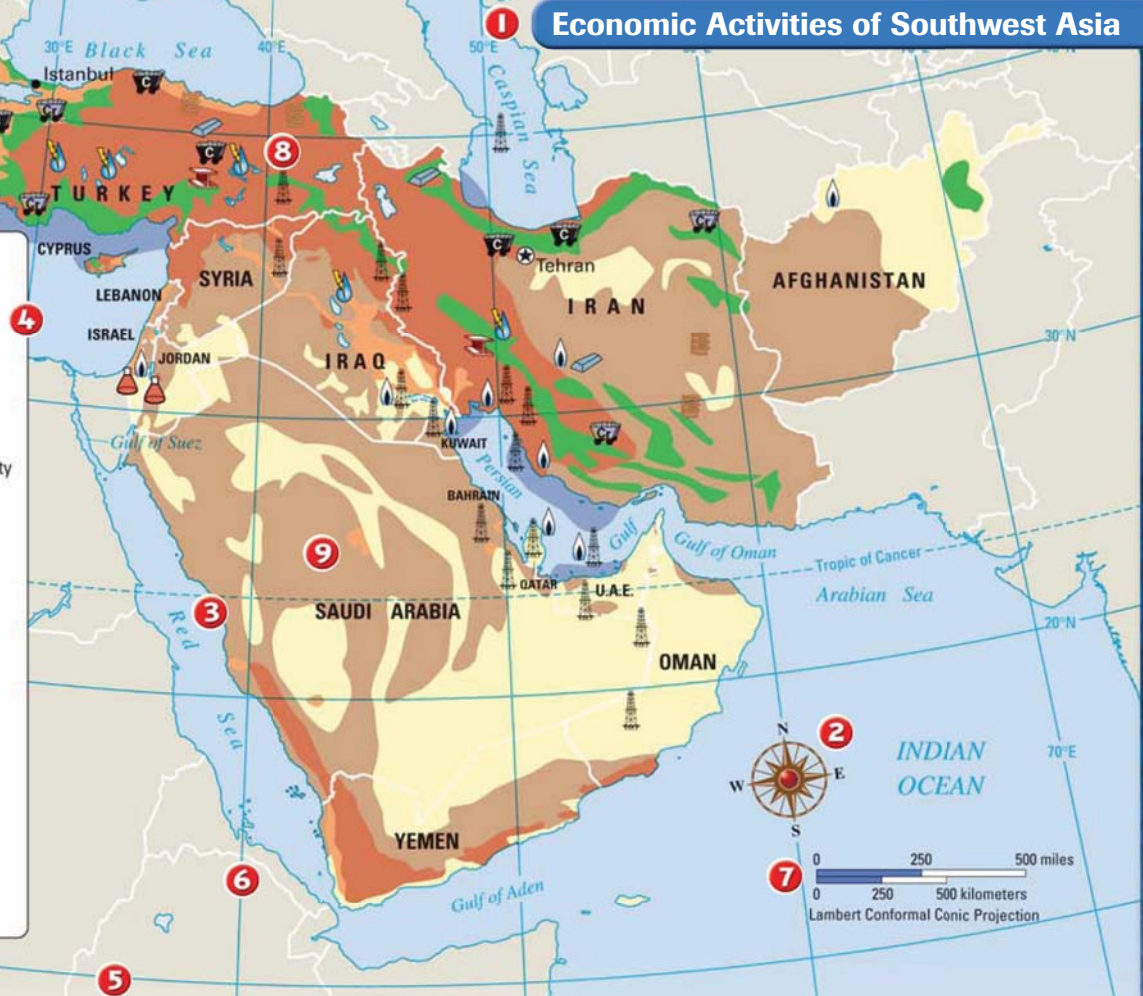 1
Economic Activities of Southwest Asia
30°E
Black Sea
40°E
50°E
Istanbul
C
Caspian Sea
8
TURKEY
C
C
C
CYPRUS
SYRIA
Tehran
AFGHANISTAN
LEBANON
IRAN
4
ISRAEL
30°N
JORDAN
IRAQ
Gulf of Suez
KUWAIT
ty
Persian Gulf
BAHRAIN
9
Gulf of Oman
Tropic of Cancer
QATAR
U.A.E.
Arabian Sea
3
SAUDI ARABIA
Red Sea
20°N
OMAN
N
2
INDIAN
OCEAN
70°E
W
E
S
YEMEN
0 250 500 miles
7
6
0 250 500 kilometers
Gulf of Aden
Lambert Conformal Conic Projection
5